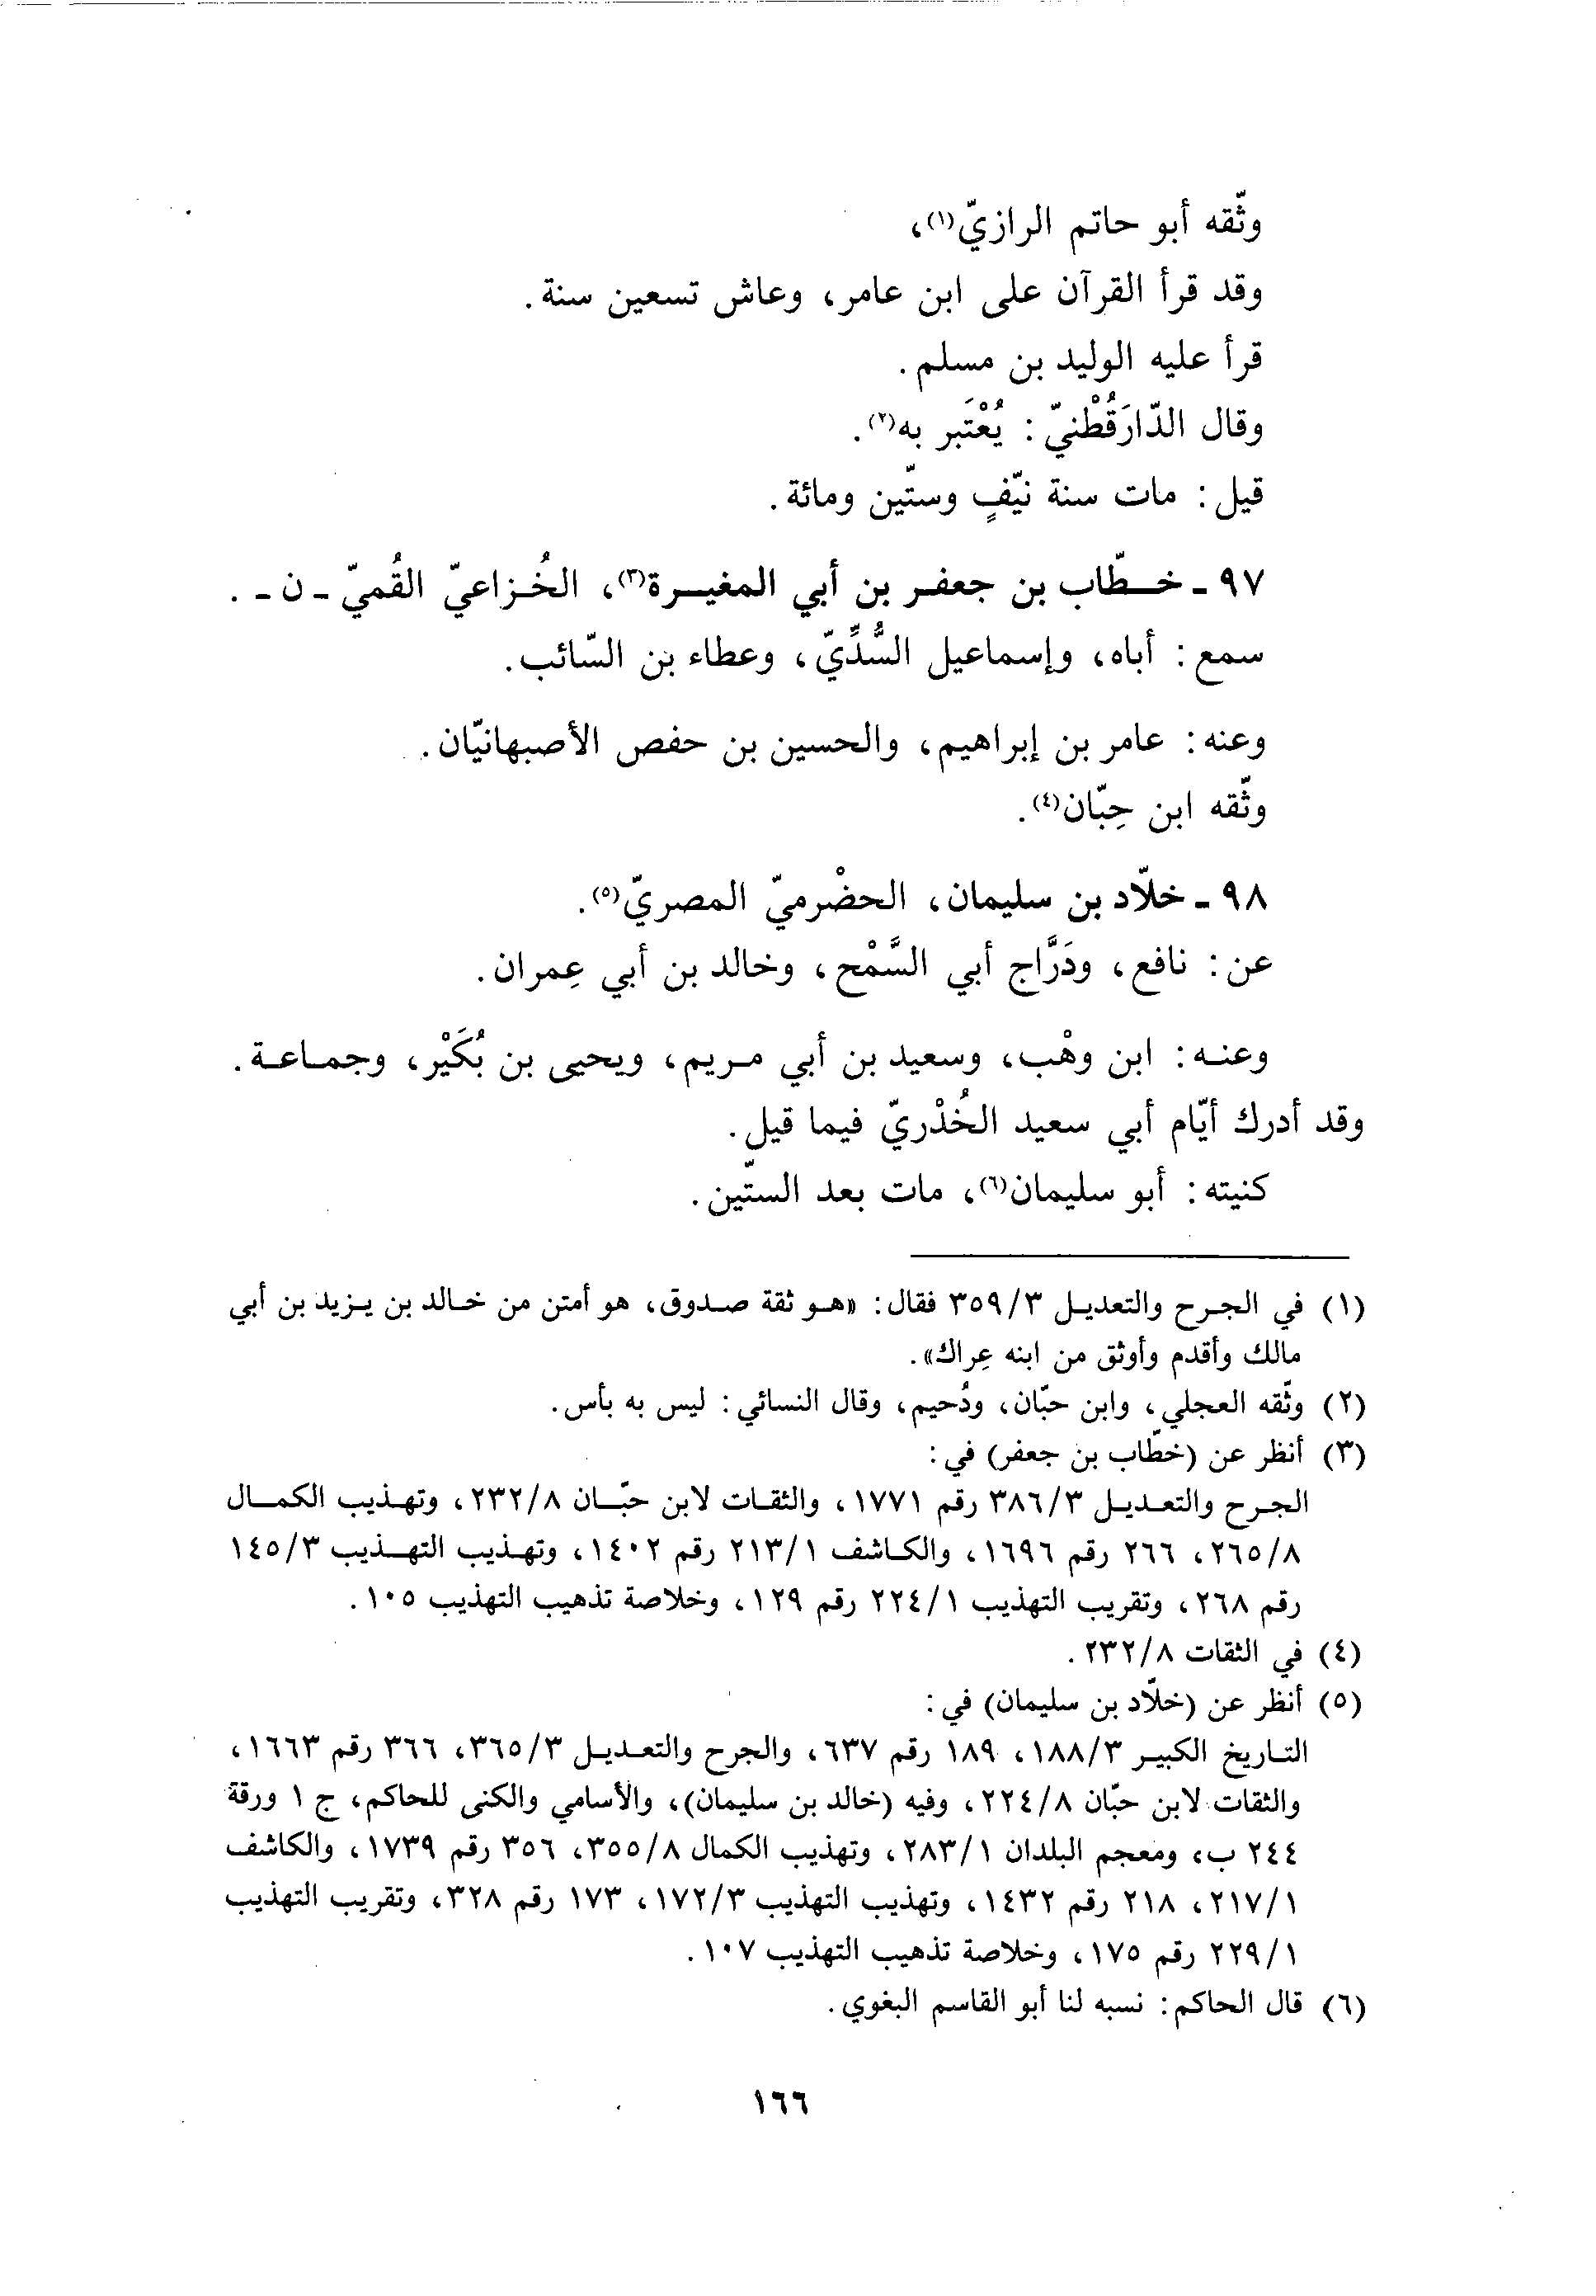 وثّقه أبو حاتم الرازيّ(١)،
وقد قرأ القرآن على ابن عامر، وعاش تسعين سنة.
قرأ عليه الوليد بن مسلم.
وقال الدّارَقُطْنيّ: يُعْتَبر به(٢).
قيل: مات سنة نيّفٍ وستّين ومائة.
٩٧ - خطّاب بن جعفر بن أبي المغيرة(٣)، الخُزاعيّ القُميّ - ن - .
سمع: أباه، وإسماعيل السُّدِّيّ، وعطاء بن السّائب.
وعنه: عامر بن إبراهيم، والحسين بن حفص الأصبهانيّان.
وثّقه ابن حِبّان(٤).
٩٨ - خلّاد بن سليمان، الحضْرميّ المصريّ(٥).
عن: نافع، ودَرَّاج أبي السَّمْح، وخالد بن أبي عِمران.
وعنه: ابن وهْب، وسعيد بن أبي مريم، ويحيى بن بُكَيْر، وجماعة.
وقد أدرك أيّام أبي سعيد الخُدْريّ فيما قيل.
كنيته: أبو سليمان(٦)، مات بعد الستّين.
(١) في الجرح والتعديل ٣٥٩/٣ فقال: «هو ثقة صدوق، هو أمتن من خالد بن يزيد بن أبي
مالك وأقدم وأوثق من ابنه عِراك».
(٢) وثّقه العجلي، وابن حبّان، ودُحيم، وقال النسائي: ليس به بأس.
(٣) أنظر عن (خطّاب بن جعفر) في:
الجرح والتعديل ٣٨٦/٣ رقم ١٧٧١، والثقات لابن حبّان ٢٣٢/٨، وتهذيب الكمال
٢٦٥/٨، ٢٦٦ رقم ١٦٩٦، والكاشف ٢١٣/١ رقم ١٤٠٢، وتهذيب التهذيب ١٤٥/٣
رقم ٢٦٨، وتقريب التهذيب ٢٢٤/١ رقم ١٢٩، وخلاصة تذهيب التهذيب ١٠٥.
(٤) في الثقات ٢٣٢/٨.
(٥) أنظر عن (خلّاد بن سليمان) في:
التاريخ الكبير ١٨٨/٣، ١٨٩ رقم ٦٣٧، والجرح والتعديل ٣٦٥/٣، ٣٦٦ رقم ١٦٦٣،
والثقات لابن حبّان ٢٢٤/٨، وفيه (خالد بن سليمان)، والأسامي والكنى للحاكم، ج ١ ورقة
٢٤٤ ب، ومعجم البلدان ٢٨٣/١، وتهذيب الكمال ٣٥٥/٨، ٣٥٦ رقم ١٧٣٩، والكاشف
٢١٧/١، ٢١٨ رقم ١٤٣٢، وتهذيب التهذيب ١٧٢/٣، ١٧٣ رقم ٣٢٨، وتقريب التهذيب
٢٢٩/١ رقم ١٧٥، وخلاصة تذهيب التهذيب ١٠٧.
(٦) قال الحاكم: نسبه لنا أبو القاسم البغوي.
١٦٦